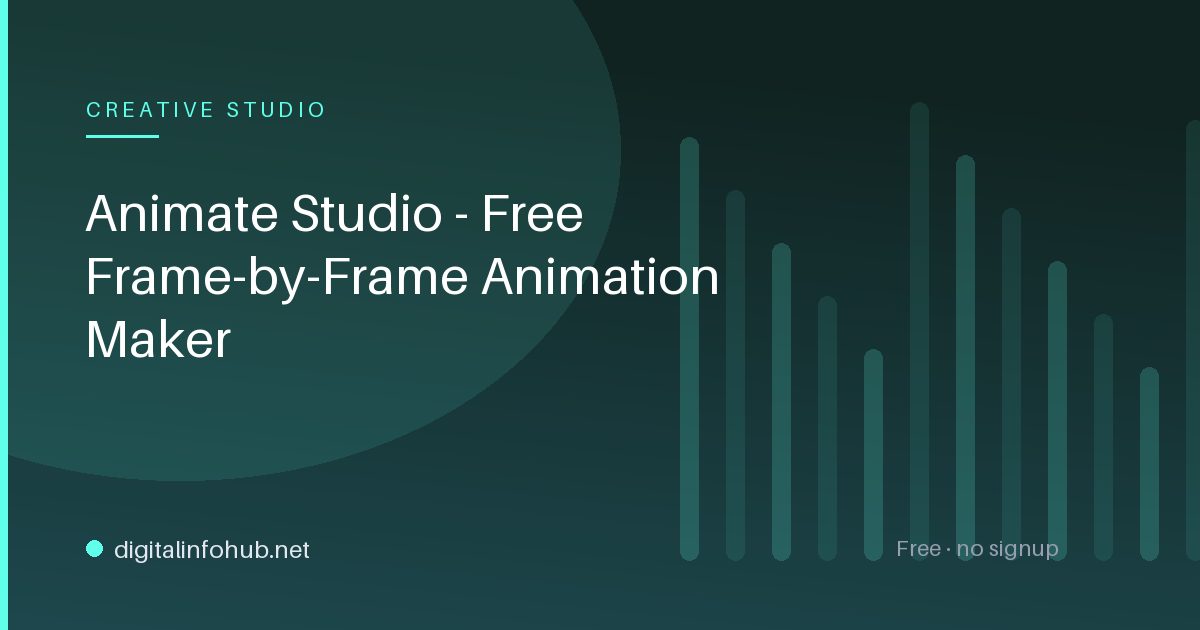 CREATIVE STUDIO
Animate Studio - Free
Frame-by-Frame Animation
Maker
digitalinfohub.net
Free · no signup